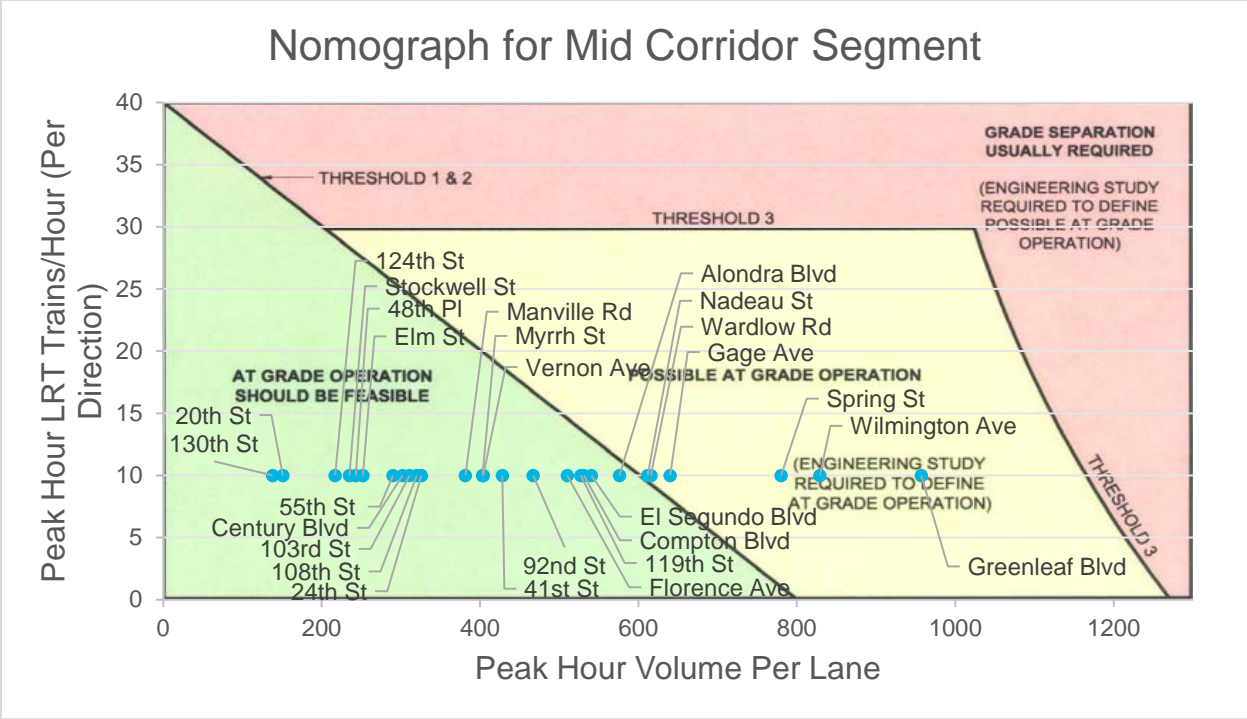 Nomograph for Mid Corridor Segment
Peak Hour LRT Trains/Hour (Per
Direction)
40
35
30
25
20
15
10
5
0
GRADE SEPARATION
USUALLY REQUIRED
(ENGINEERING STUDY
REQUIRED TO DEFINE
POSSIBLE AT GRADE
OPERATION)
THRESHOLD 1 & 2
THRESHOLD 3
124th St
Stockwell St
48th Pl
Elm St
Manville Rd
Myrrh St
Vernon Ave
Alondra Blvd
Nadeau St
Wardlow Rd
Gage Ave
AT GRADE OPERATION
SHOULD BE FEASIBLE
POSSIBLE AT GRADE OPERATION
20th St
130th St
Spring St
Wilmington Ave
(ENGINEERING STUDY
REQUIRED TO DEFINE
AT GRADE OPERATION)
THRESHOLD 3
55th St
Century Blvd
103rd St
108th St
24th St
92nd St
41st St
El Segundo Blvd
Compton Blvd
119th St
Florence Ave
Greenleaf Blvd
0
200
400
600
800
1000
1200
Peak Hour Volume Per Lane